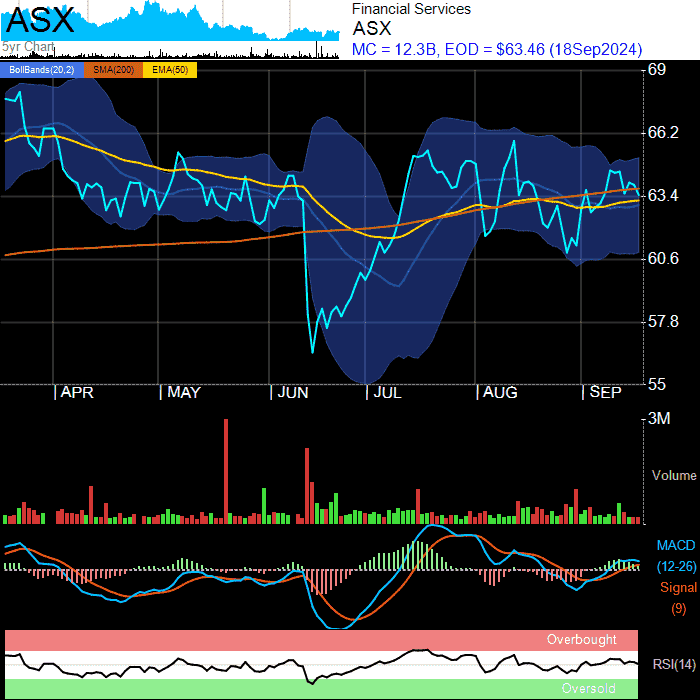 ASX
5yr Chart
Financial Services
ASX
MC = 12.3B, EOD = $63.46 (18Sep2024)
BollBands(20,2) SMA(200) EMA(50)
69
66.2
63.4
60.6
57.8
55
APR MAY JUN JUL AUG SEP
3M
Volume
MACD
(12-26)
Signal
(9)
Overbought
RSI(14)
Oversold